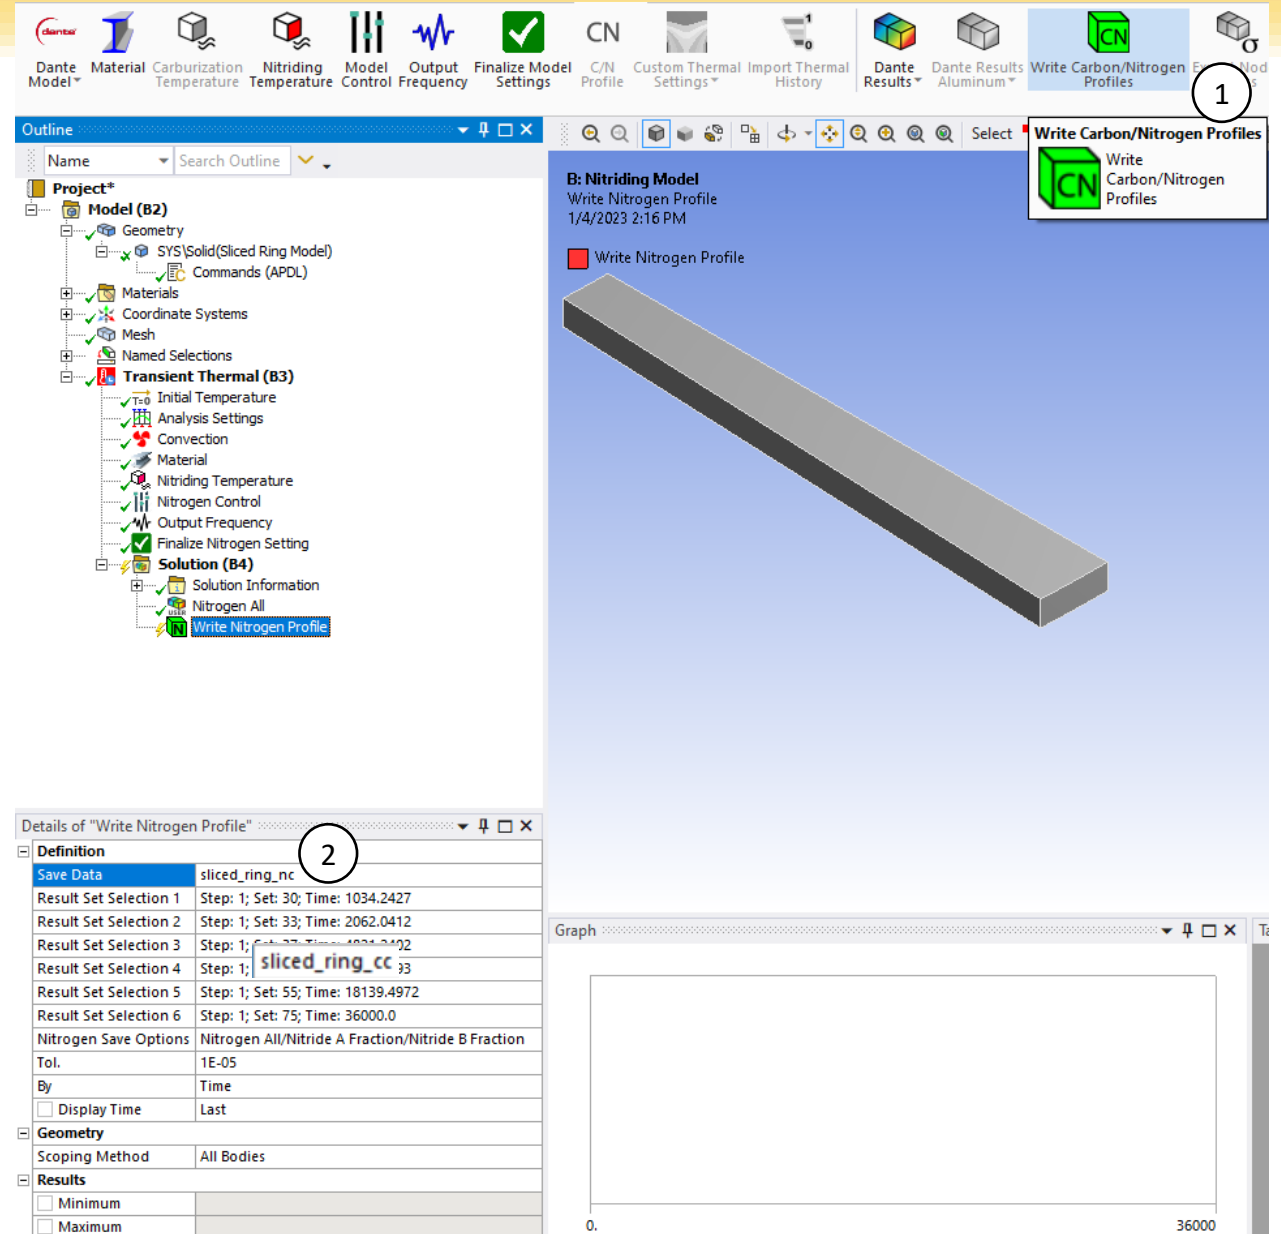 dante
CN
1
0
CN
σ
Dante Model
Material
Carburization Temperature
Nitriding Temperature
Model Control
Output Frequency
Finalize Model Settings
C/N Profile
Custom Thermal Settings
Import Thermal History
Dante Results
Dante Results Aluminum
Write Carbon/Nitrogen Profiles
1
Outline
Name
Search Outline
Select
Write Carbon/Nitrogen Profiles
CN
Write
Carbon/Nitrogen
Profiles
Project*
Model (B2)
Geometry
SYS\Solid(Sliced Ring Model)
Commands (APDL)
Materials
Coordinate Systems
Mesh
Named Selections
Transient Thermal (B3)
T=0 Initial Temperature
Analysis Settings
Convection
Material
Nitriding Temperature
Nitrogen Control
Output Frequency
Finalize Nitrogen Setting
Solution (B4)
Solution Information
USER Nitrogen All
N Write Nitrogen Profile
B: Nitriding Model
Write Nitrogen Profile
1/4/2023 2:16 PM
Write Nitrogen Profile
Details of "Write Nitrogen Profile"
2
Definition
Save Data sliced_ring_nc
Result Set Selection 1 Step: 1; Set: 30; Time: 1034.2427
Result Set Selection 2 Step: 1; Set: 33; Time: 2062.0412
Result Set Selection 3 Step: 1;
sliced_ring_cc
Result Set Selection 4 Step: 1; 93
Result Set Selection 5 Step: 1; Set: 55; Time: 18139.4972
Result Set Selection 6 Step: 1; Set: 75; Time: 36000.0
Nitrogen Save Options Nitrogen All/Nitride A Fraction/Nitride B Fraction
Tol. 1E-05
By Time
Display Time Last
Geometry
Scoping Method All Bodies
Results
Minimum
Maximum
Graph
0.
36000